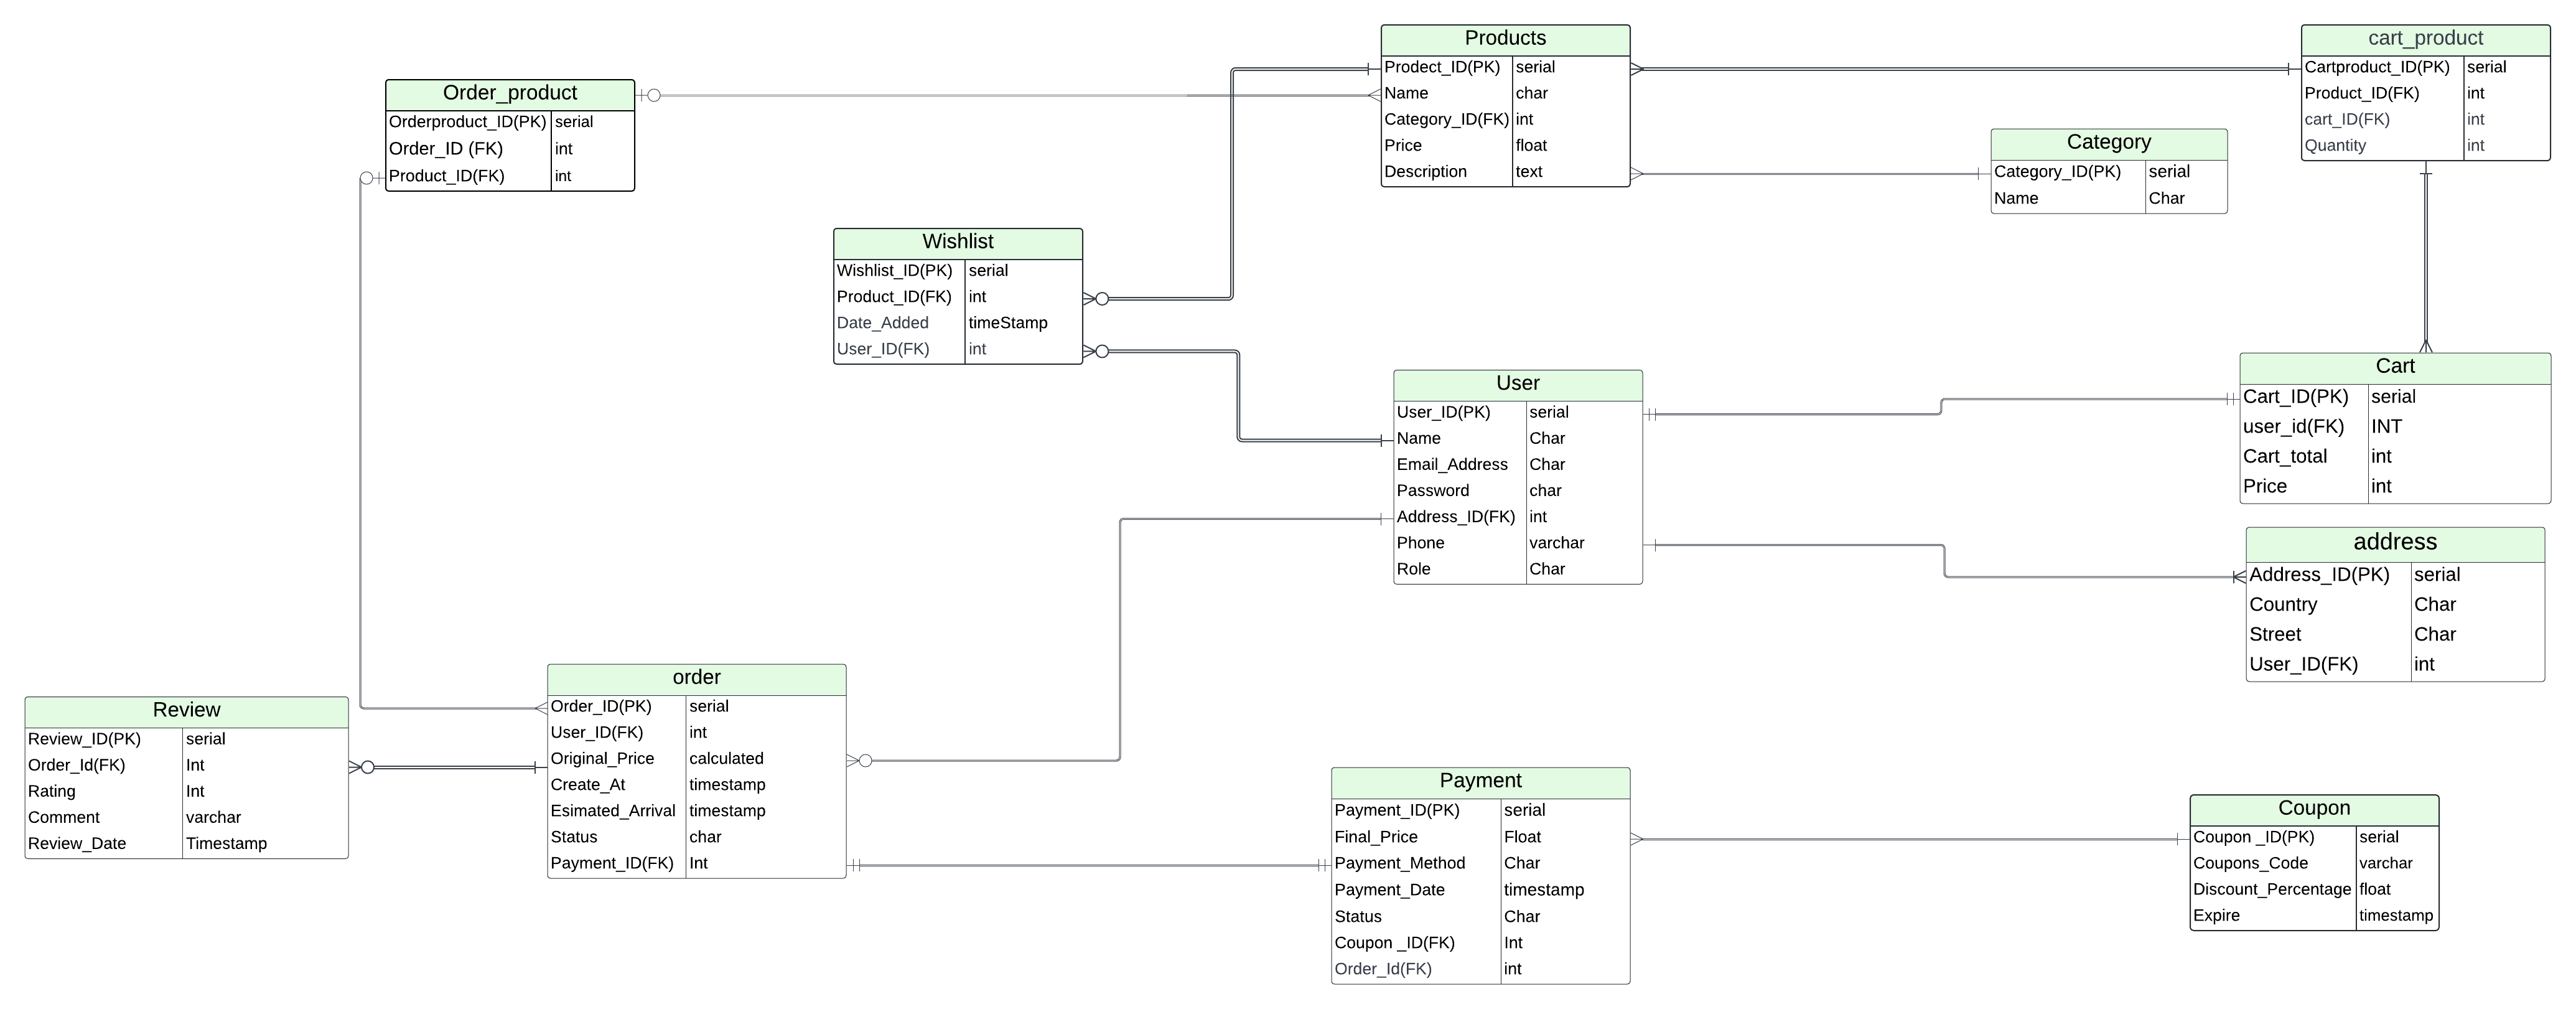 Products
Prodect_ID(PK) serial
Name char
Category_ID(FK) int
Price float
Description text
cart_product
Cartproduct_ID(PK) serial
Product_ID(FK) int
cart_ID(FK) int
Quantity int
Order_product
Orderproduct_ID(PK) serial
Order_ID (FK) int
Product_ID(FK) int
Category
Category_ID(PK) serial
Name Char
Wishlist
Wishlist_ID(PK) serial
Product_ID(FK) int
Date_Added timeStamp
User_ID(FK) int
User
User_ID(PK) serial
Name Char
Email_Address Char
Password char
Address_ID(FK) int
Phone varchar
Role Char
Cart
Cart_ID(PK) serial
user_id(FK) INT
Cart_total int
Price int
address
Address_ID(PK) serial
Country Char
Street Char
User_ID(FK) int
order
Order_ID(PK) serial
User_ID(FK) int
Original_Price calculated
Create_At timestamp
Esimated_Arrival timestamp
Status char
Payment_ID(FK) Int
Review
Review_ID(PK) serial
Order_Id(FK) Int
Rating Int
Comment varchar
Review_Date Timestamp
Payment
Payment_ID(PK) serial
Final_Price Float
Payment_Method Char
Payment_Date timestamp
Status Char
Coupon _ID(FK) Int
Order_Id(FK) int
Coupon
Coupon _ID(PK) serial
Coupons_Code varchar
Discount_Percentage float
Expire timestamp